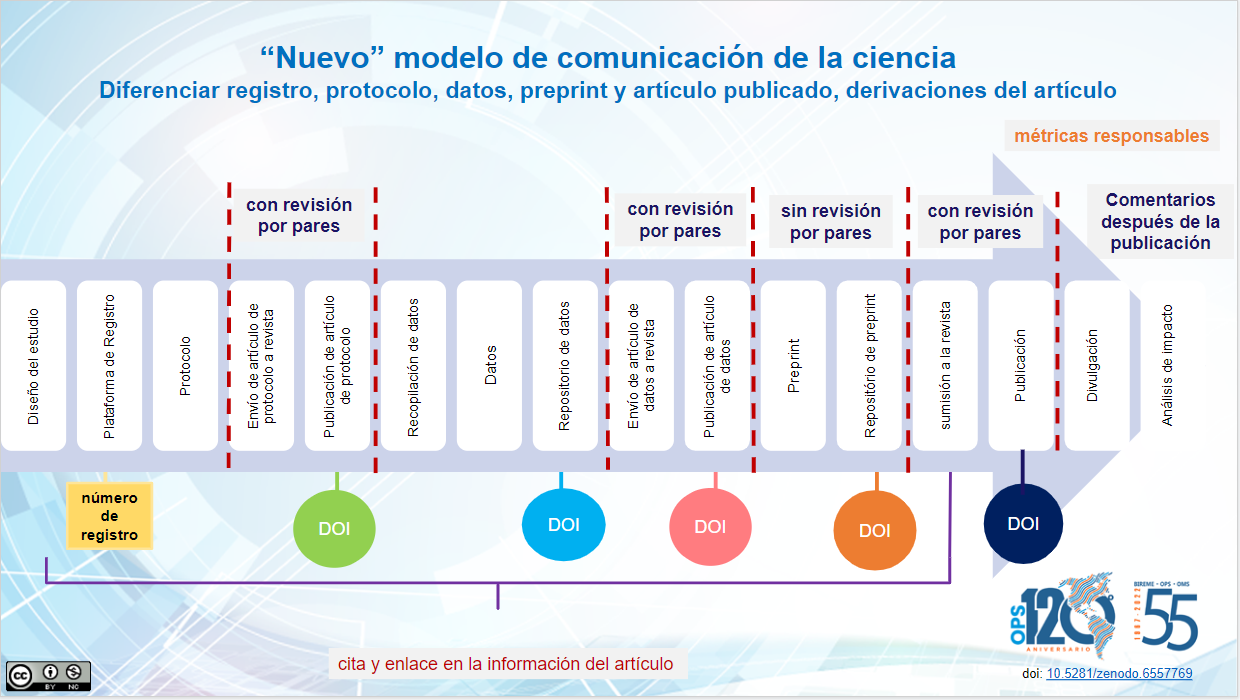 “Nuevo” modelo de comunicación de la ciencia
Diferenciar registro, protocolo, datos, preprint y artículo publicado, derivaciones del artículo
métricas responsables
con revisión
por pares
con revisión
por pares
sin revisión
por pares
con revisión
por pares
Comentarios
después de la
publicación
Diseño del estudio
Plataforma de Registro
Protocolo
Envío de artículo de
protocolo a revista
Publicación de artículo
de protocolo
Recopilación de datos
Datos
Repositorio de datos
Envío de artículo de
datos a revista
Publicación de artículo
de datos
Preprint
Repositório de preprint
sumisión a la revista
Publicación
Divulgación
Análisis de impacto
número
de
registro
DOI
DOI
DOI
DOI
DOI
cita y enlace en la información del artículo
OPS
120º
ANIVERSARIO
BIREME - OPS - OMS
1967-2022
55
doi: 10.5281/zenodo.6557769
cc
BY NC